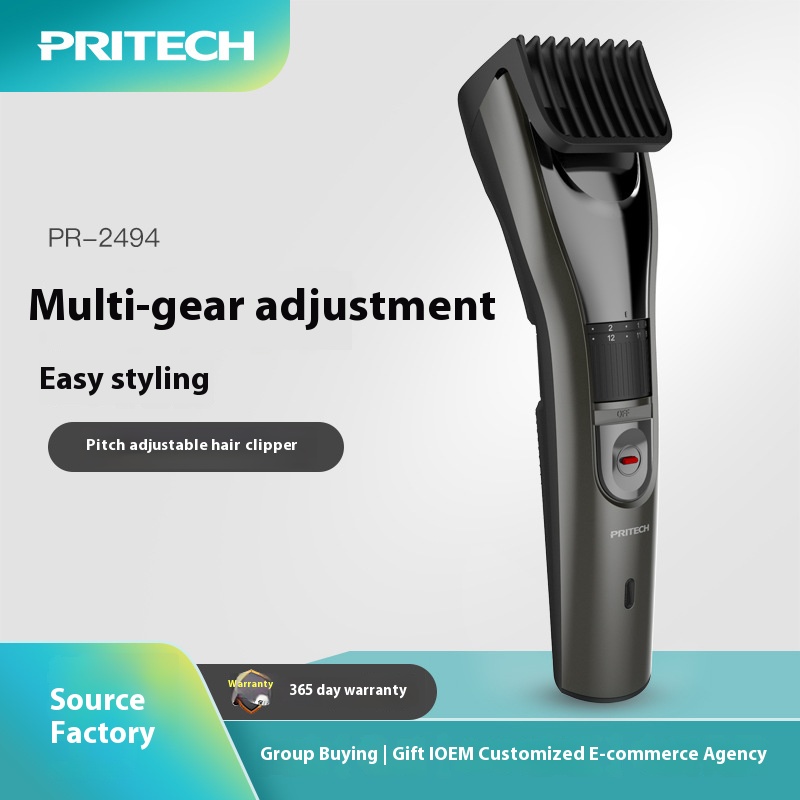 PRITECH
PR-2494
Multi-gear adjustment
Easy styling
Pitch adjustable hair clipper
2
12
OFF
PRITECH
Source
Factory
Warranty
365 day warranty
Group Buying | Gift IOEM Customized E-commerce Agency